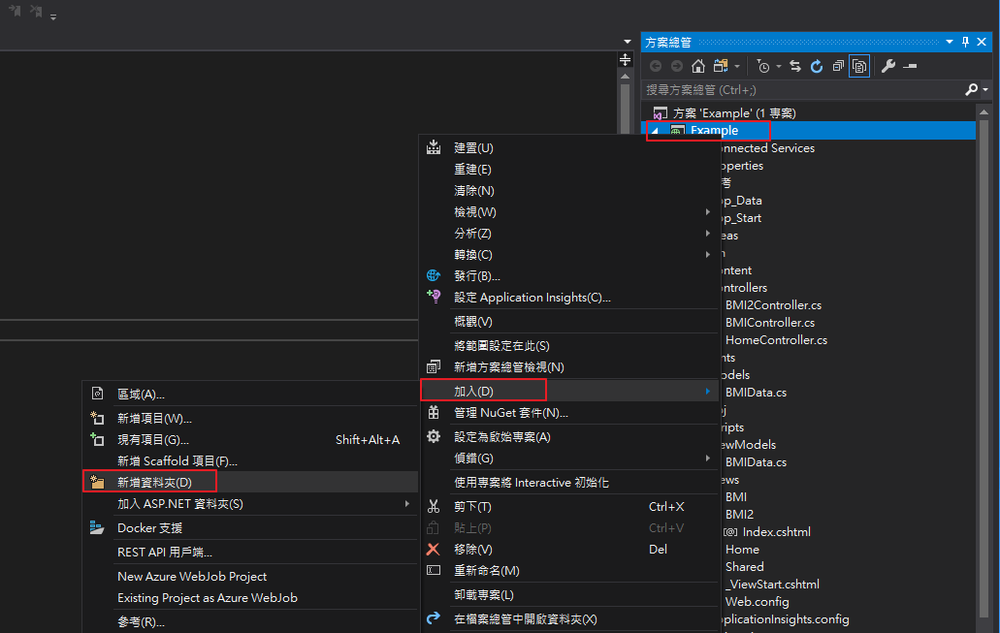 方案總管
搜尋方案總管 (Ctrl+;)
方案 'Example' (1 專案)
Example
建置(U)
重建(E)
清除(N)
檢視(W)
分析(Z)
轉換(C)
發行(B)...
設定 Application Insights(C)...
概觀(V)
將範圍設定在此(S)
新增方案總管檢視(N)
加入(D)
管理 NuGet 套件(N)...
設定為啟始專案(A)
偵錯(G)
使用專案將 Interactive 初始化
剪下(T) Ctrl+X
貼上(P) Ctrl+V
移除(V) Del
重新命名(M)
卸載專案(L)
在檔案總管中開啟資料夾(X)
區域(A)...
新增項目(W)...
現有項目(G)... Shift+Alt+A
新增 Scaffold 項目(F)...
新增資料夾(D)
加入 ASP.NET 資料夾(S)
Docker 支援
REST API 用戶端...
New Azure WebJob Project
Existing Project as Azure WebJob
參考(R)...
nnected Services
operties
考
p_Data
p_Start
eas
n
ontent
ontrollers
BMI2Controller.cs
BMIController.cs
HomeController.cs
nts
odels
BMIData.cs
j
ripts
ewModels
BMIData.cs
ews
BMI
BMI2
[@] Index.cshtml
Home
Shared
_ViewStart.cshtml
Web.config
plicationInsights.config